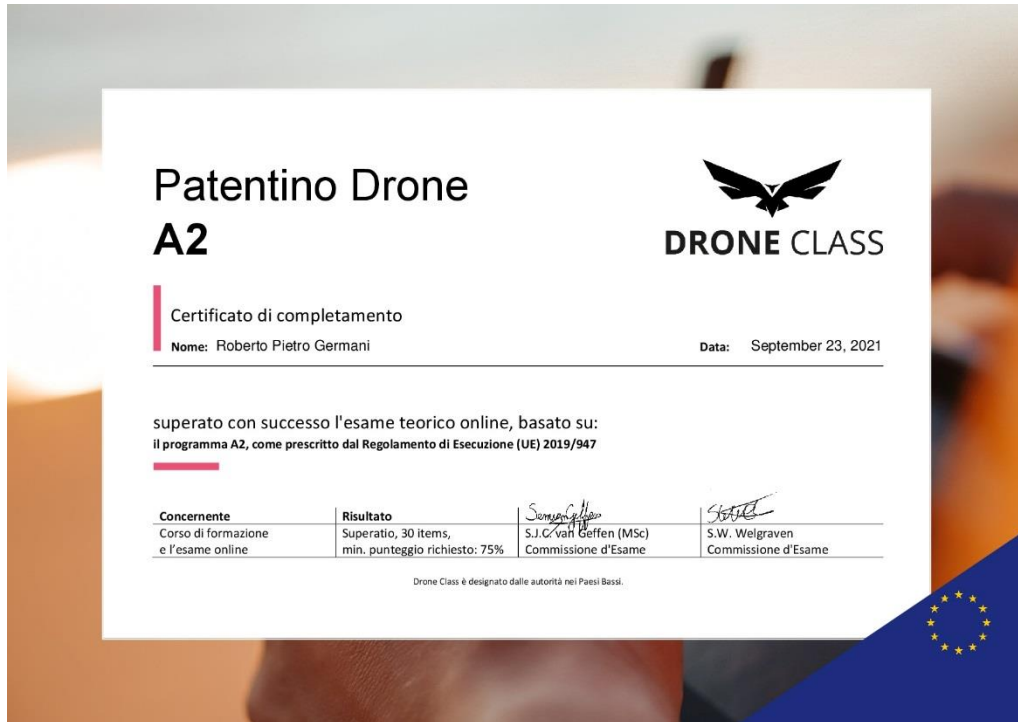 Patentino Drone
A2
DRONE CLASS
Certificato di completamento
Nome: Roberto Pietro Germani
Data: September 23, 2021
superato con successo l'esame teorico online, basato su:
il programma A2, come prescritto dal Regolamento di Esecuzione (UE) 2019/947
Concernente
Corso di formazione
e l'esame online
Risultato
Superatio, 30 items,
min. punteggio richiesto: 75%
S.J.C. van Geffen (MSc)
Commissione d'Esame
S.W. Welgraven
Commissione d'Esame
Drone Class è designato dalle autorità nei Paesi Bassi.